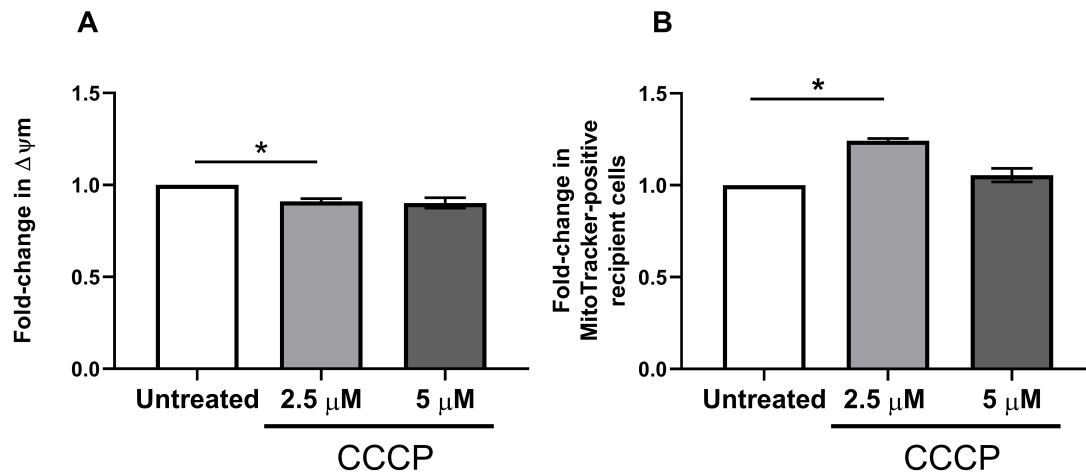 A
Fold-change in Δψm
1.5
1.0
0.5
0.0
*
Untreated
2.5 μM
5 μM
CCCP
B
Fold-change in
MitoTracker-positive
recipient cells
1.5
1.0
0.5
0.0
*
Untreated
2.5 μM
5 μM
CCCP